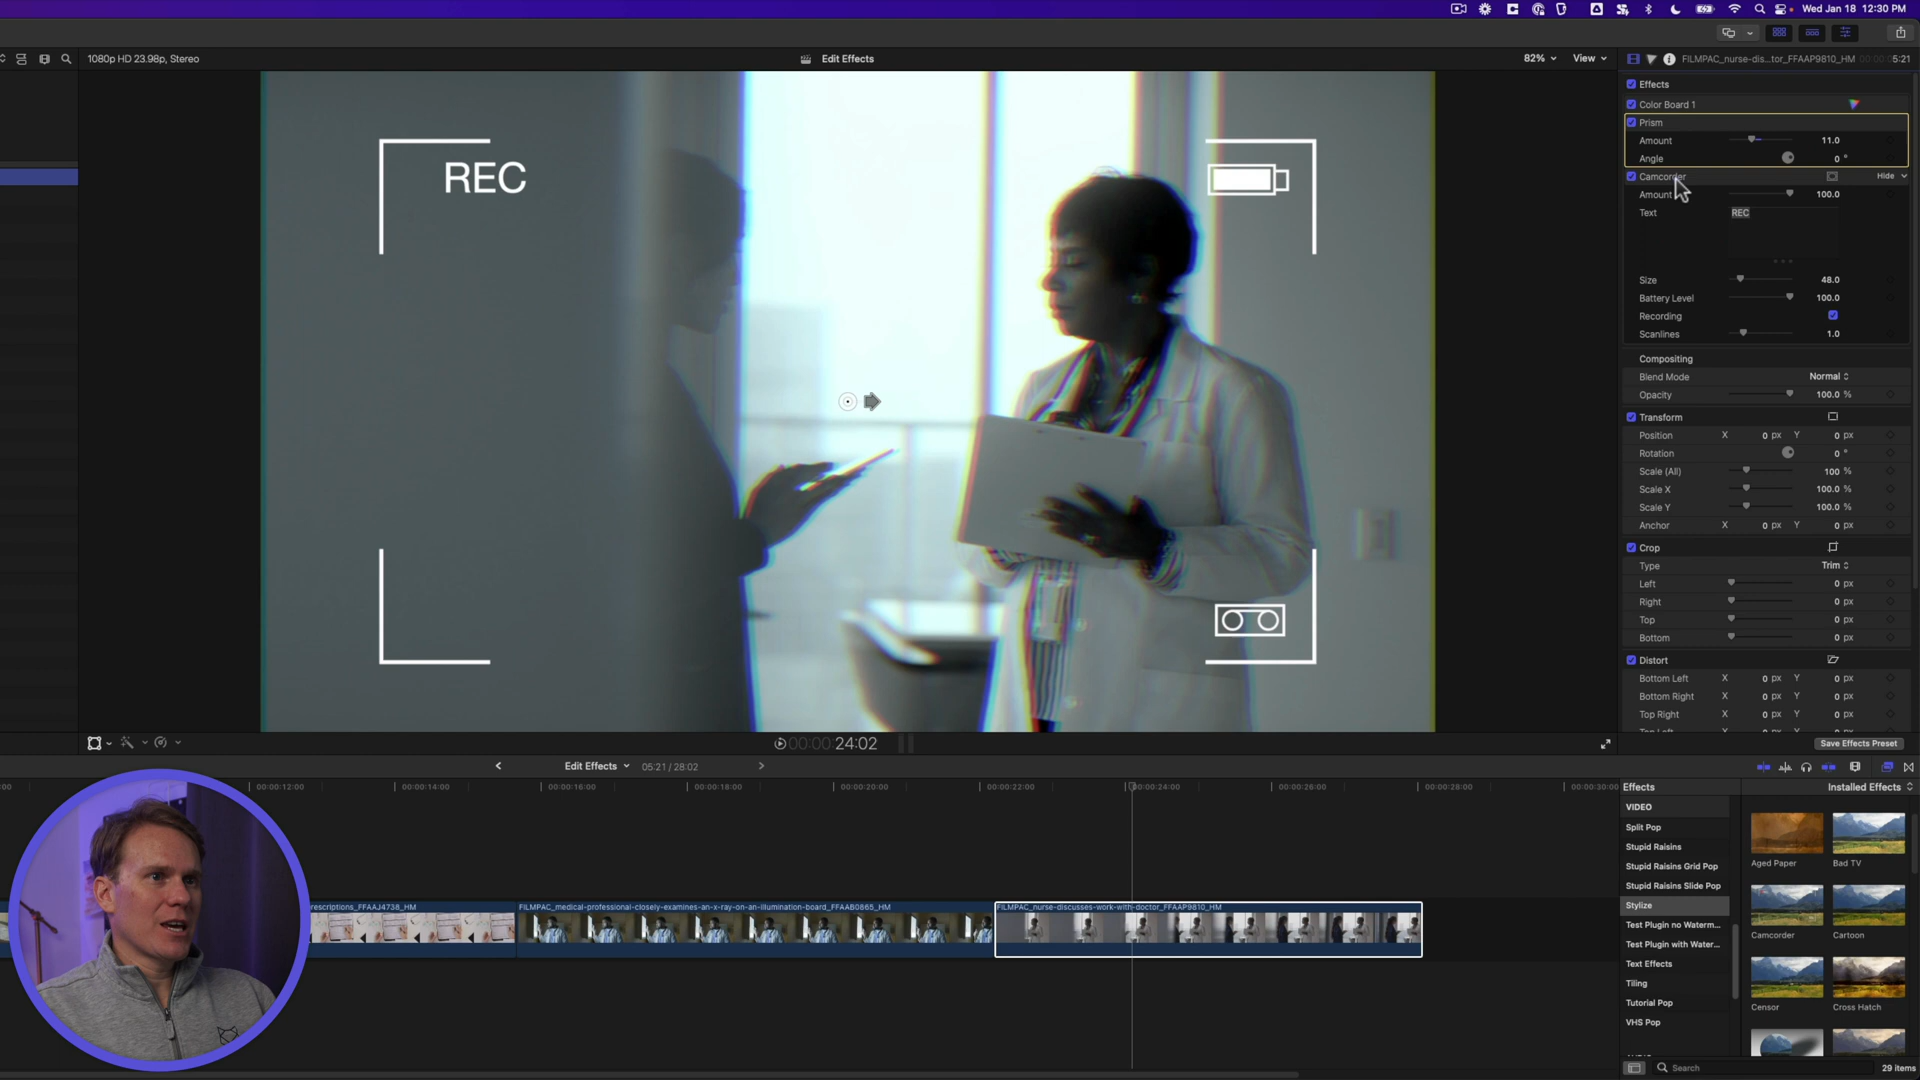 Wed Jan 18 12:30 PM
1080p HD 23.98p, Stereo
Edit Effects
82%
View
FILMPAC_nurse-dis...tor_FFAAP9810_HM
5:21
Effects
Color Board 1
Prism
Amount 11.0
Angle 0 °
Camcorder Hide
Amount 100.0
Text REC
Size 48.0
Battery Level 100.0
Recording
Scanlines 1.0
Compositing
Blend Mode Normal
Opacity 100.0 %
Transform
Position X 0 px Y 0 px
Rotation 0 °
Scale (All) 100 %
Scale X 100.0 %
Scale Y 100.0 %
Anchor X 0 px Y 0 px
Crop
Type Trim
Left 0 px
Right 0 px
Top 0 px
Bottom 0 px
Distort
Bottom Left X 0 px Y 0 px
Bottom Right X 0 px Y 0 px
Top Right X 0 px Y 0 px
Save Effects Preset
REC
00:00:24:02
Edit Effects
05:21 / 28:02
00:00:12:00
00:00:14:00
00:00:16:00
00:00:18:00
00:00:20:00
00:00:22:00
00:00:24:00
00:00:26:00
00:00:28:00
00:00:30:00
rescriptions_FFAAJ4738_HM
FILMPAC_medical-professional-closely-examines-an-x-ray-on-an-illumination-board_FFAAB0865_HM
FILMPAC_nurse-discusses-work-with-doctor_FFAAP9810_HM
Effects
Installed Effects
VIDEO
Split Pop
Stupid Raisins
Stupid Raisins Grid Pop
Stupid Raisins Slide Pop
Stylize
Test Plugin no Waterm...
Test Plugin with Water...
Text Effects
Tiling
Tutorial Pop
VHS Pop
Aged Paper
Bad TV
Camcorder
Cartoon
Censor
Cross Hatch
Search
29 items